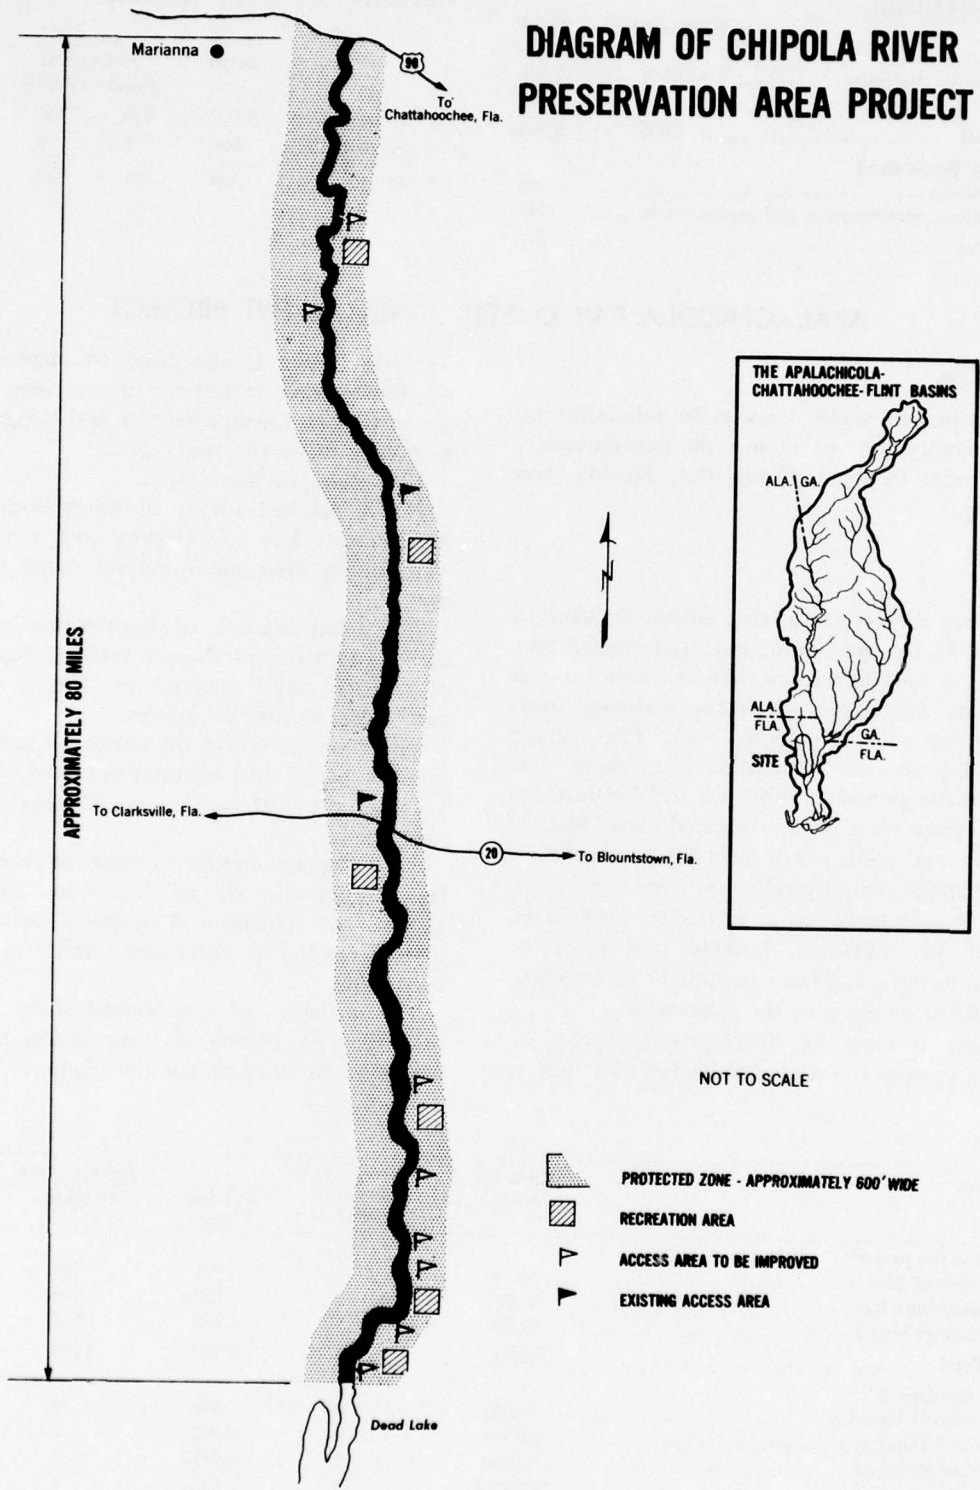 DIAGRAM OF CHIPOLA RIVER
PRESERVATION AREA PROJECT
Marianna
90
To
Chattahoochee, Fla.
THE APALACHICOLA-
CHATTAHOOCHEE-FLINT BASINS
ALA. GA.
ALA.
FLA.
GA.
FLA.
SITE
APPROXIMATELY 80 MILES
To Clarksville, Fla.
20
To Blountstown, Fla.
NOT TO SCALE
PROTECTED ZONE - APPROXIMATELY 600' WIDE
RECREATION AREA
ACCESS AREA TO BE IMPROVED
EXISTING ACCESS AREA
Dead Lake